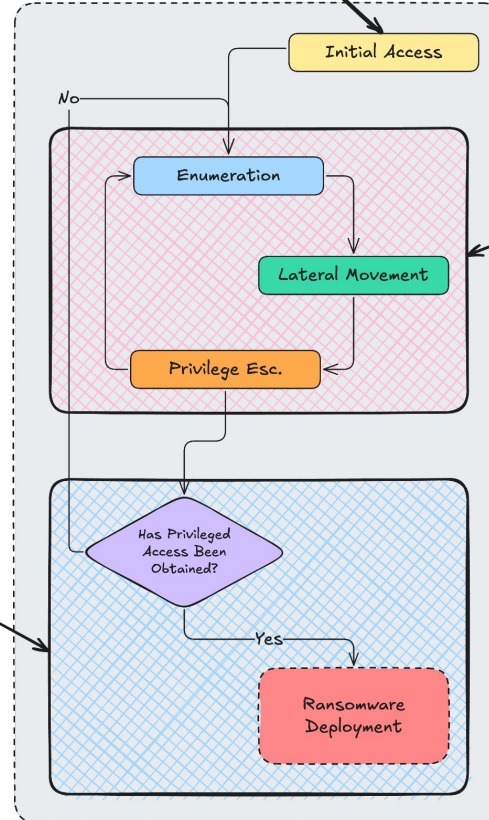 Initial Access
No
Enumeration
Lateral Movement
Privilege Esc.
Has Privileged
Access Been
Obtained?
Yes
Ransomware
Deployment